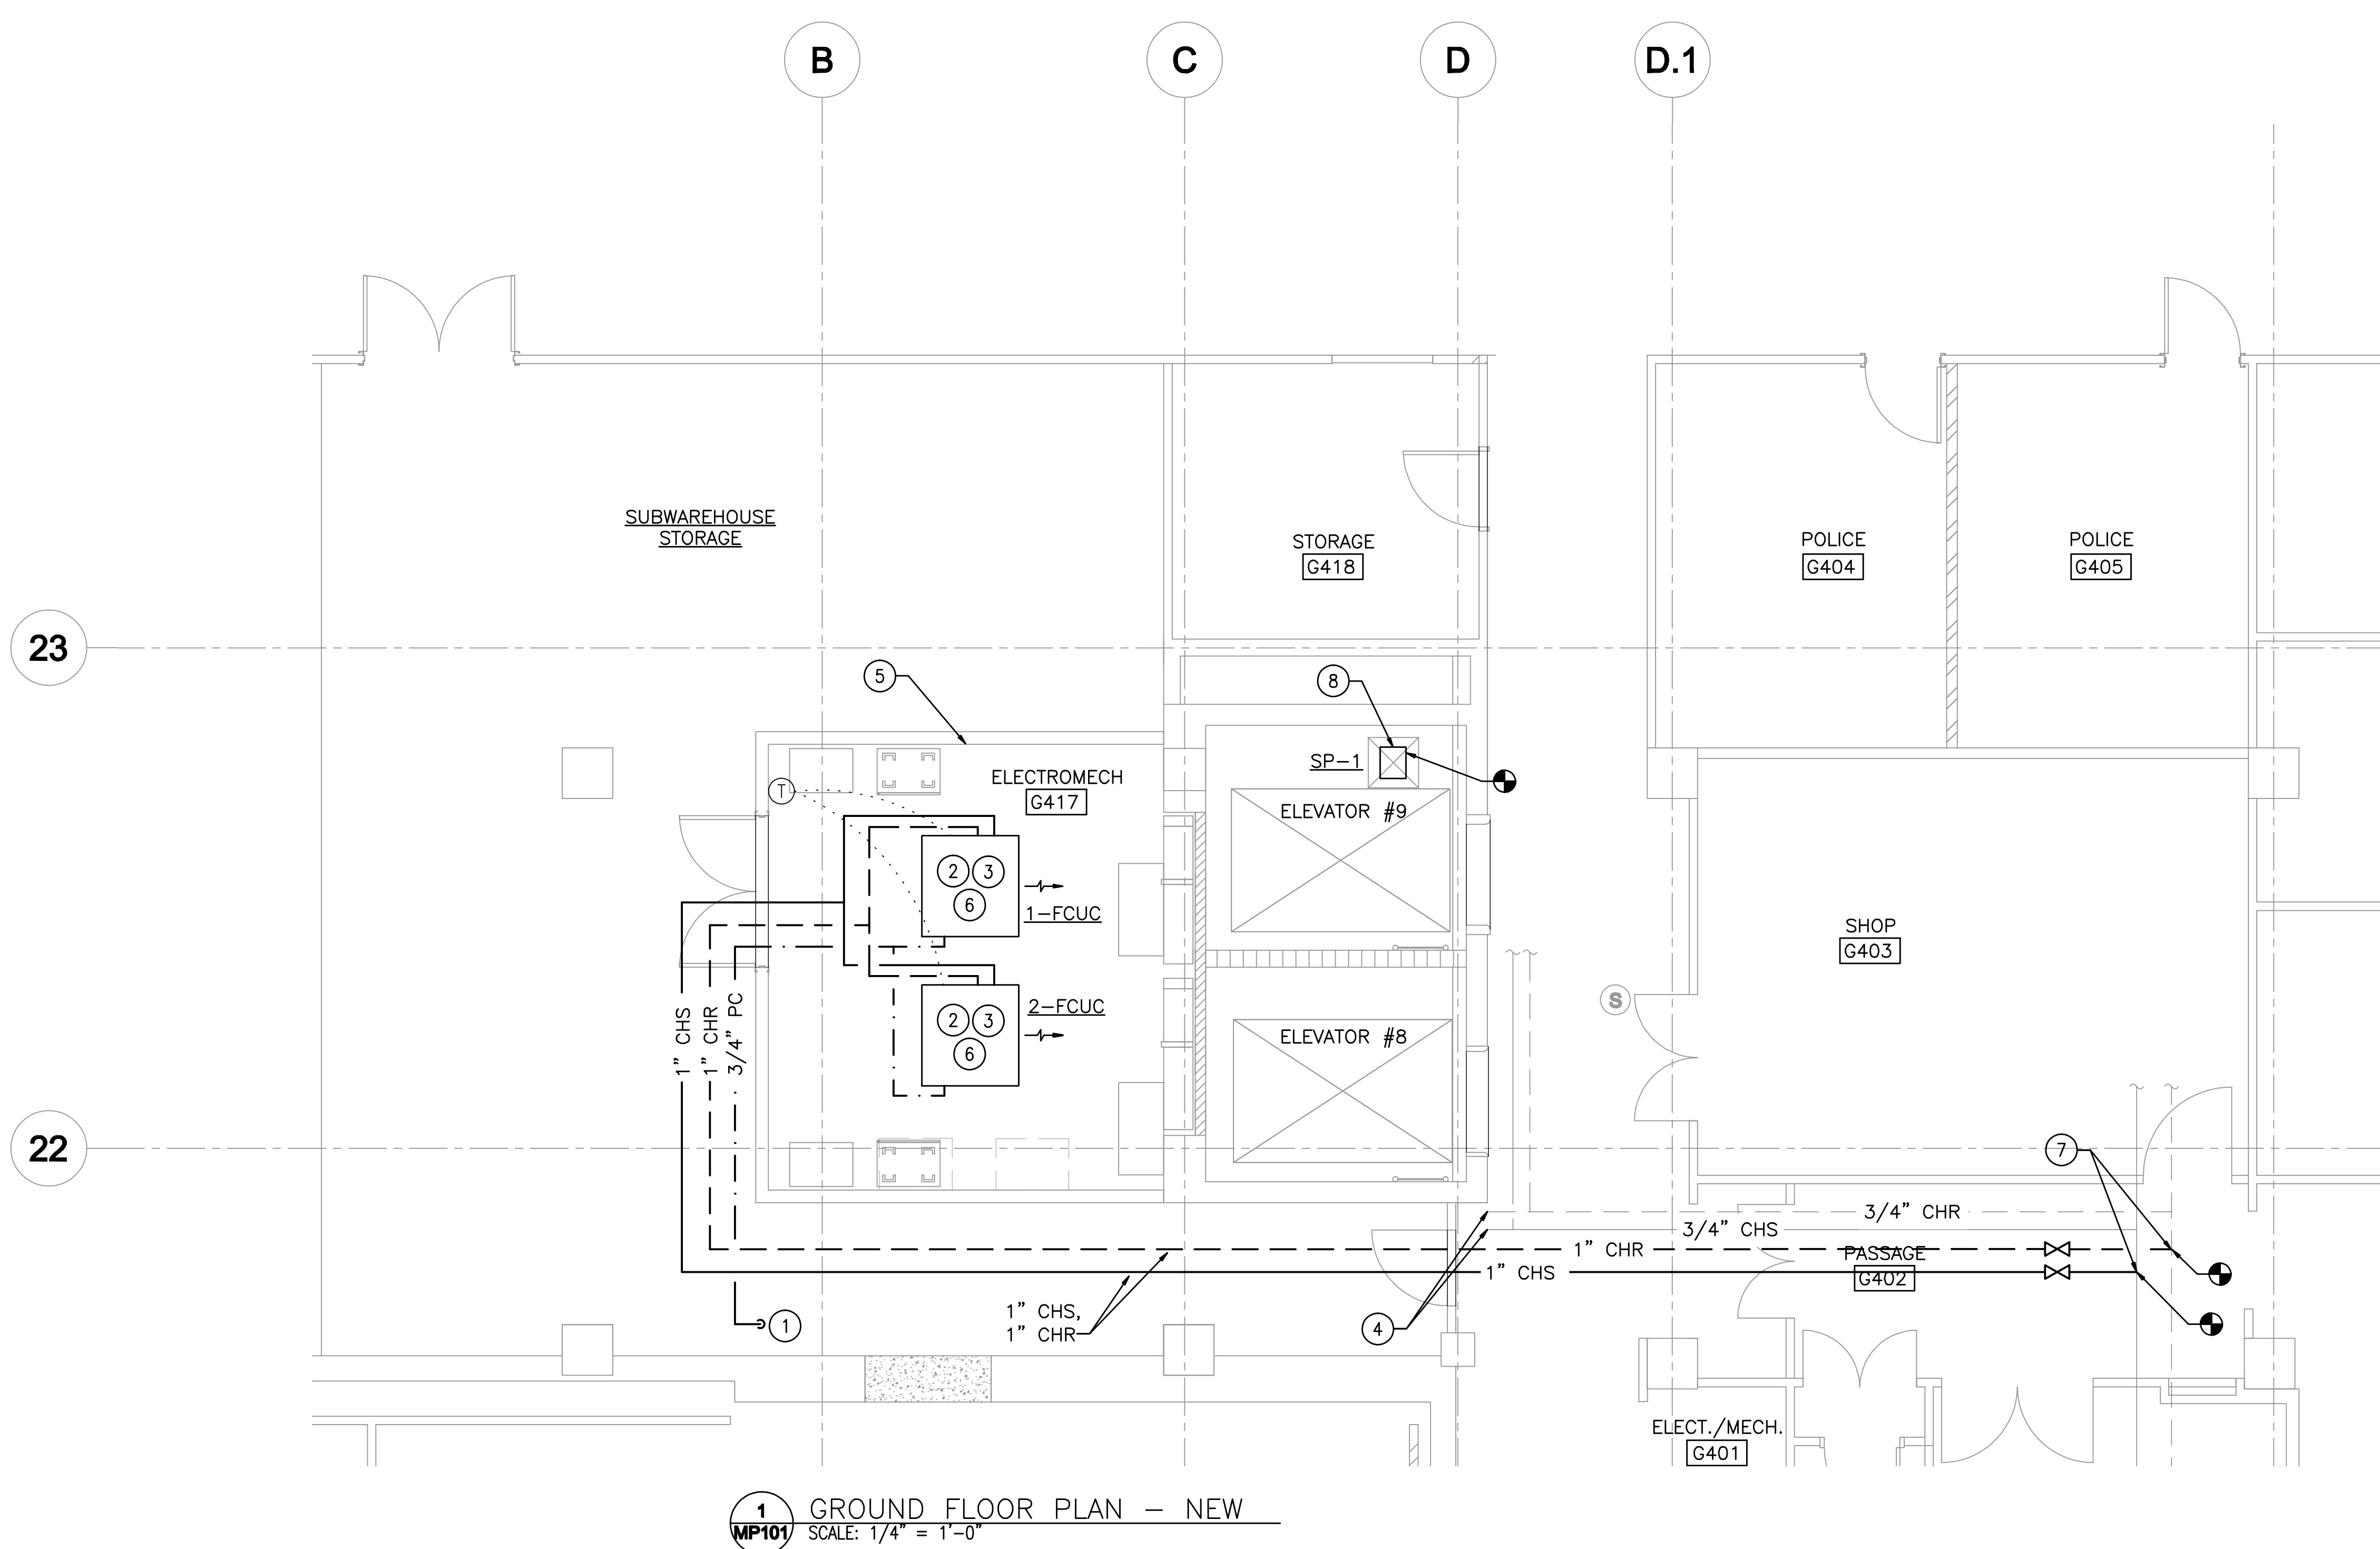 B
C
D
D.1
SUBWAREHOUSE
STORAGE
STORAGE
G418
POLICE
G404
POLICE
G405
23
5
8
SP-1
ELECTROMECH
G417
T
ELEVATOR #9
2
3
6
1-FCUC
SHOP
G403
S
2-FCUC
2
3
6
ELEVATOR #8
1" CHS
1" CHR
3/4" PC
22
7
3/4" CHR
3/4" CHS
1" CHR
PASSAGE
G402
1" CHS
1" CHS,
1" CHR
1
4
ELECT./MECH.
G401
1
MP101
GROUND FLOOR PLAN - NEW
SCALE: 1/4" = 1'-0"